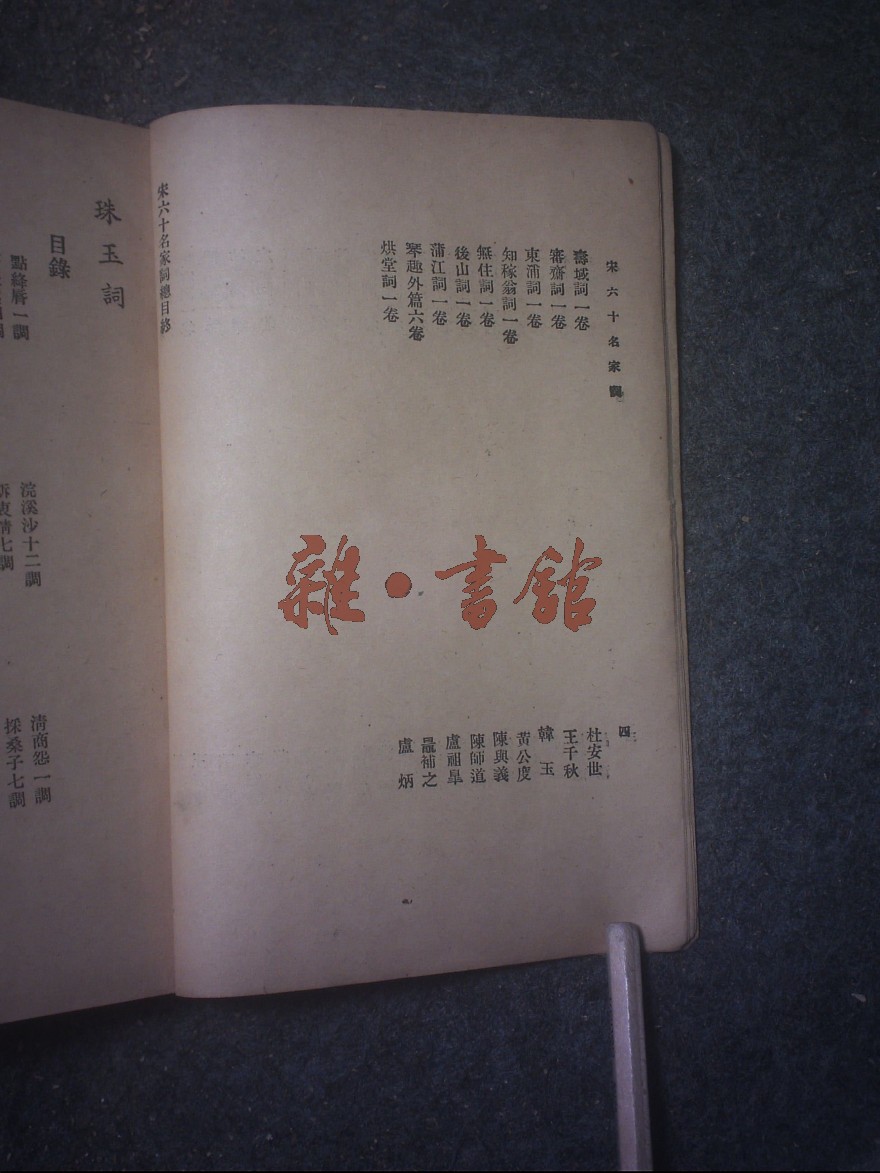 宋六十名家詞
四
壽域詞一卷
杜安世
審齋詞一卷
王千秋
東浦詞一卷
韓玉
知稼翁詞一卷
黃公度
無住詞一卷
陳與義
後山詞一卷
陳師道
蒲江詞一卷
盧祖皐
琴趣外篇六卷
晁補之
烘堂詞一卷
盧炳
宋六十名家詞總目終
雜·書館
珠玉詞
目錄
點絳脣一調
浣溪沙十二調
清商怨一調
訴衷情七調
採桑子七調